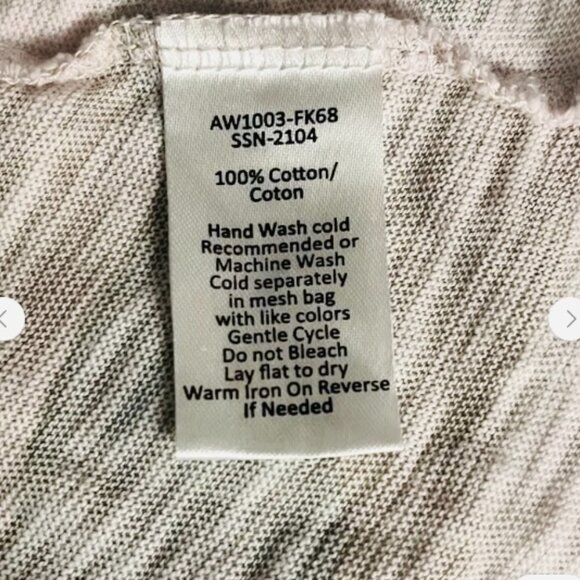 AW1003-FK68
SSN-2104
100% Cotton/
Coton
Hand Wash cold
Recommended or
Machine Wash
Cold separately
in mesh bag
with like colors
Gentle Cycle
Do not Bleach
Lay flat to dry
Warm Iron On Reverse
If Needed